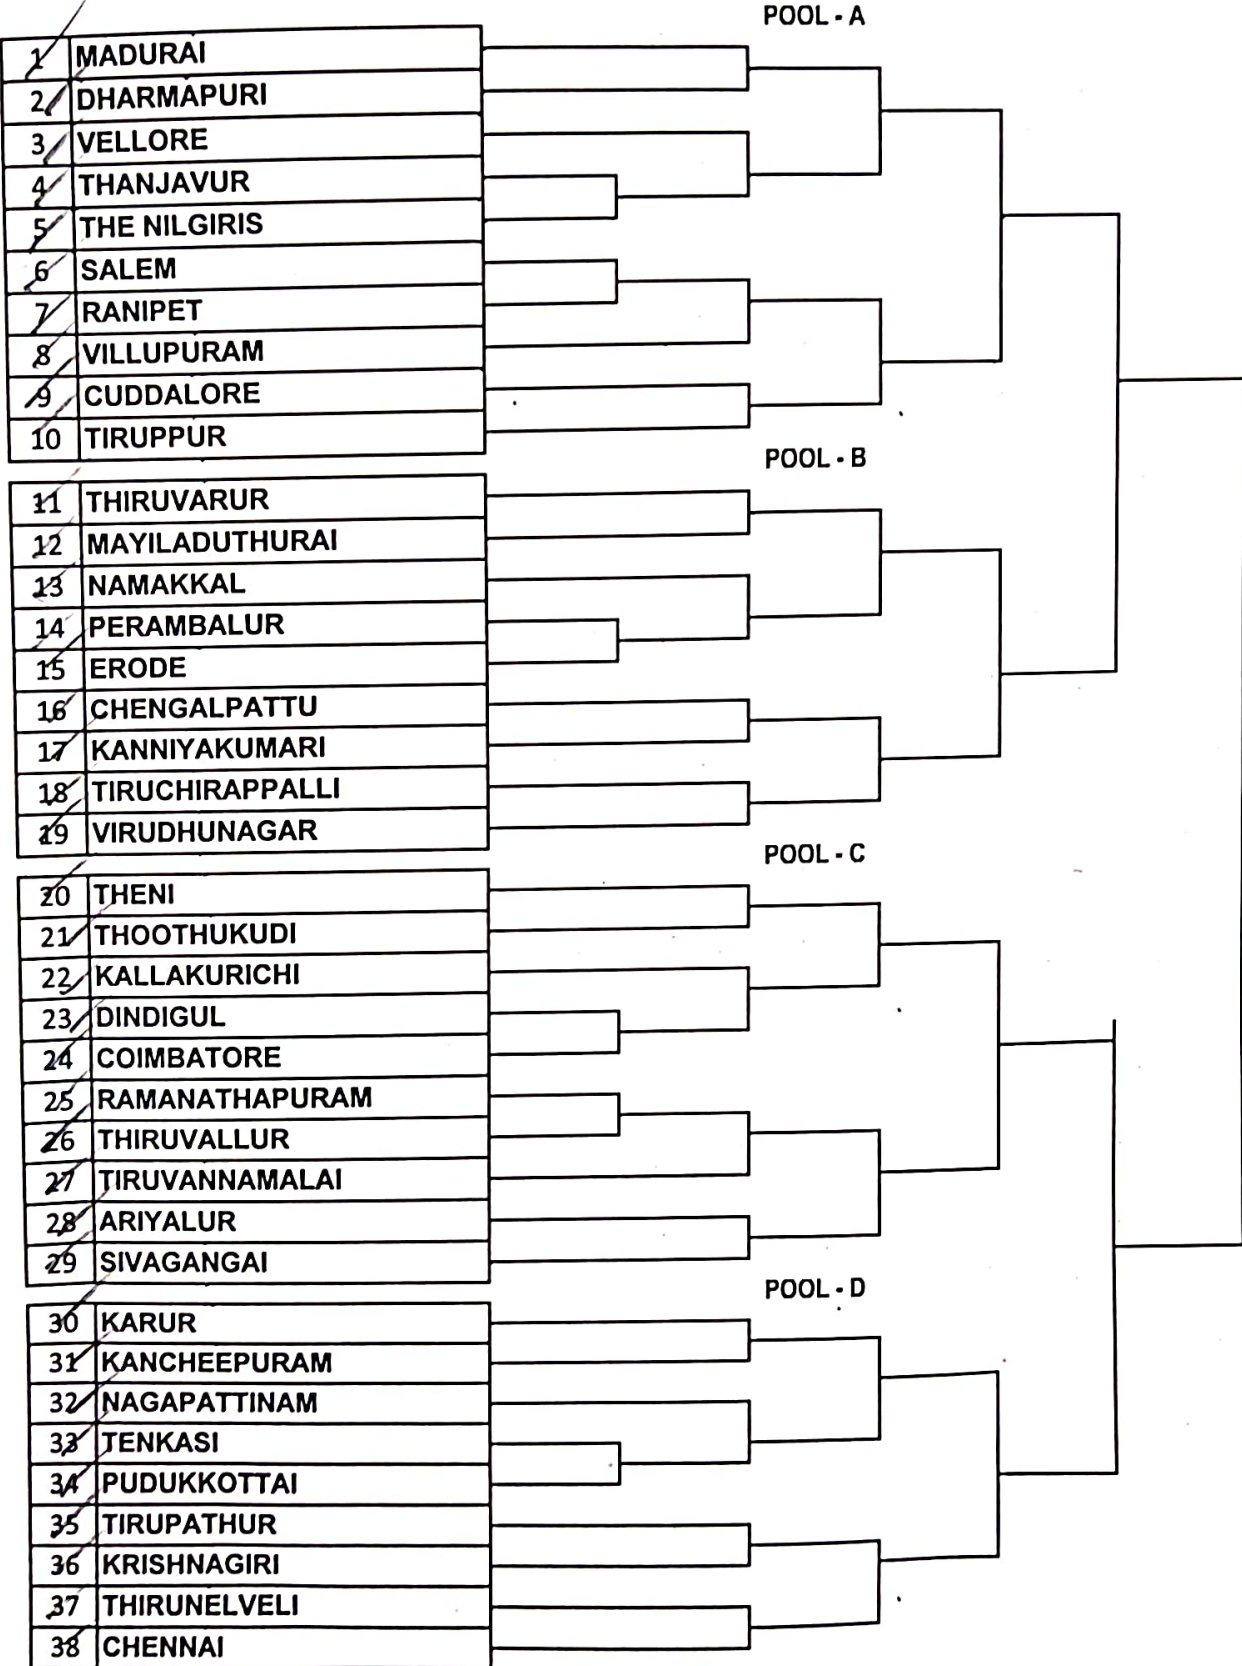 POOL - A
1 MADURAI
2 DHARMAPURI
3 VELLORE
4 THANJAVUR
5 THE NILGIRIS
6 SALEM
7 RANIPET
8 VILLUPURAM
9 CUDDALORE
10 TIRUPPUR
POOL - B
11 THIRUVARUR
12 MAYILADUTHURAI
13 NAMAKKAL
14 PERAMBALUR
15 ERODE
16 CHENGALPATTU
17 KANNIYAKUMARI
18 TIRUCHIRAPPALLI
19 VIRUDHUNAGAR
POOL - C
20 THENI
21 THOOTHUKUDI
22 KALLAKURICHI
23 DINDIGUL
24 COIMBATORE
25 RAMANATHAPURAM
26 THIRUVALLUR
27 TIRUVANNAMALAI
28 ARIYALUR
29 SIVAGANGAI
POOL - D
30 KARUR
31 KANCHEEPURAM
32 NAGAPATTINAM
33 TENKASI
34 PUDUKKOTTAI
35 TIRUPATHUR
36 KRISHNAGIRI
37 THIRUNELVELI
38 CHENNAI